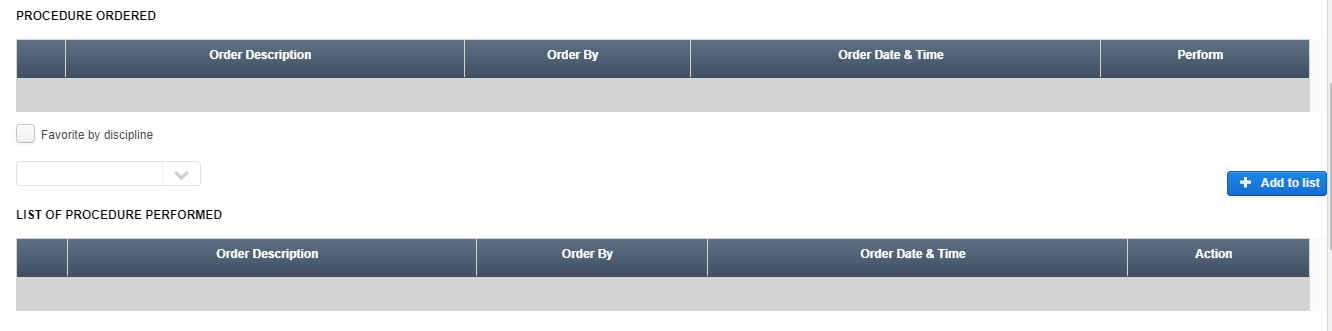 PROCEDURE ORDERED
Order Description Order By Order Date & Time Perform
Favorite by discipline
Add to list
LIST OF PROCEDURE PERFORMED
Order Description Order By Order Date & Time Action